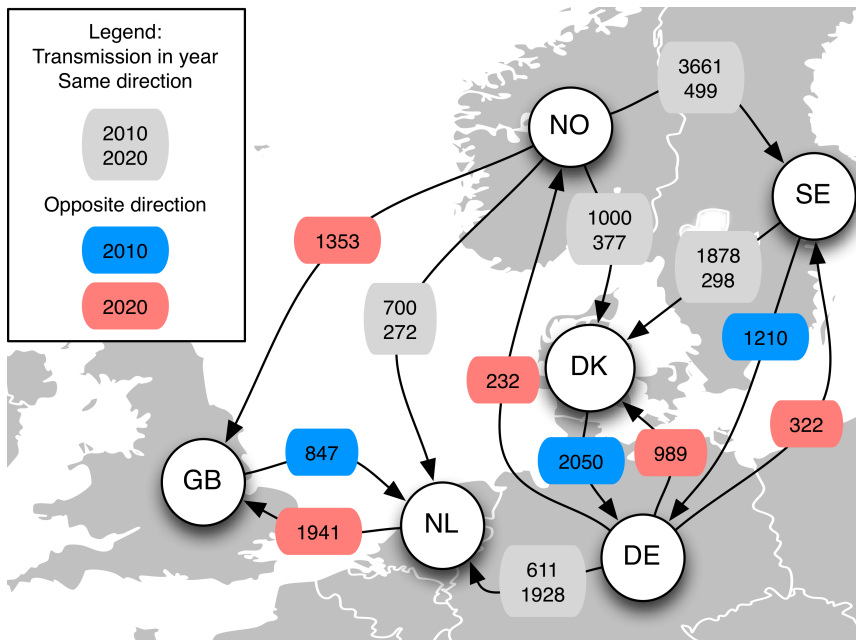 Legend:
Transmission in year
Same direction
2010
2020
Opposite direction
2010
2020
3661
499
NO
SE
1000
377
1353
1878
298
700
272
1210
DK
232
322
847
2050
989
GB
NL
1941
DE
611
1928